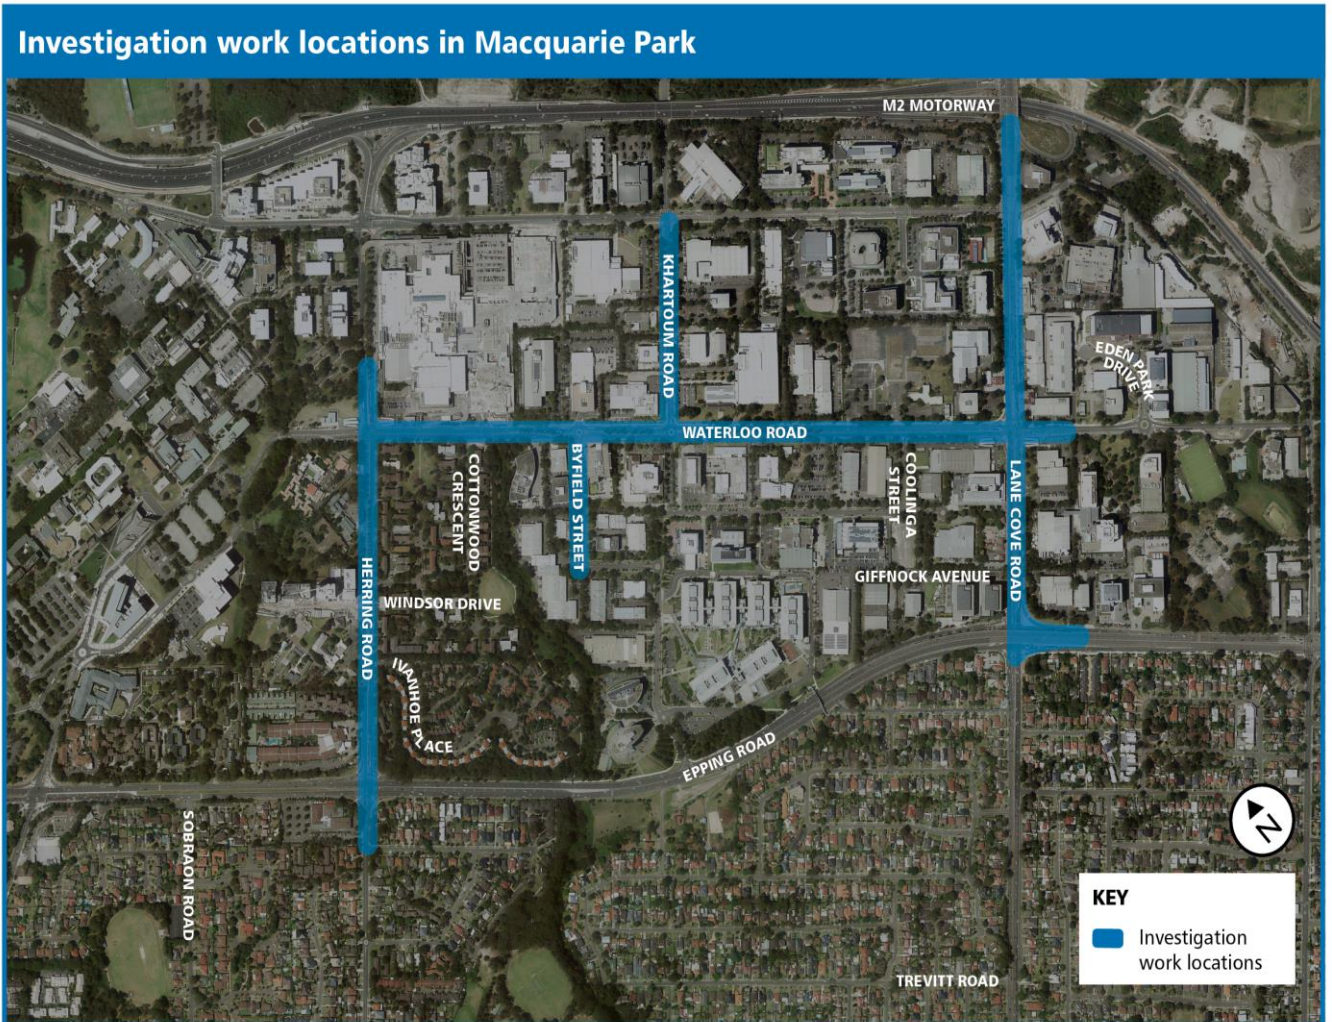 Investigation work locations in Macquarie Park
M2 MOTORWAY
KHARTOUM ROAD
EDEN PARK
DRIVE
WATERLOO ROAD
BYFIELD STREET
COTTONWOOD
CRESCENT
COOLINGA
STREET
LANE COVE ROAD
HERRING ROAD
GIFFNOCK AVENUE
WINDSOR DRIVE
IVANHOE PLACE
EPPING ROAD
SOBRAON ROAD
N
KEY
Investigation
work locations
TREVITT ROAD